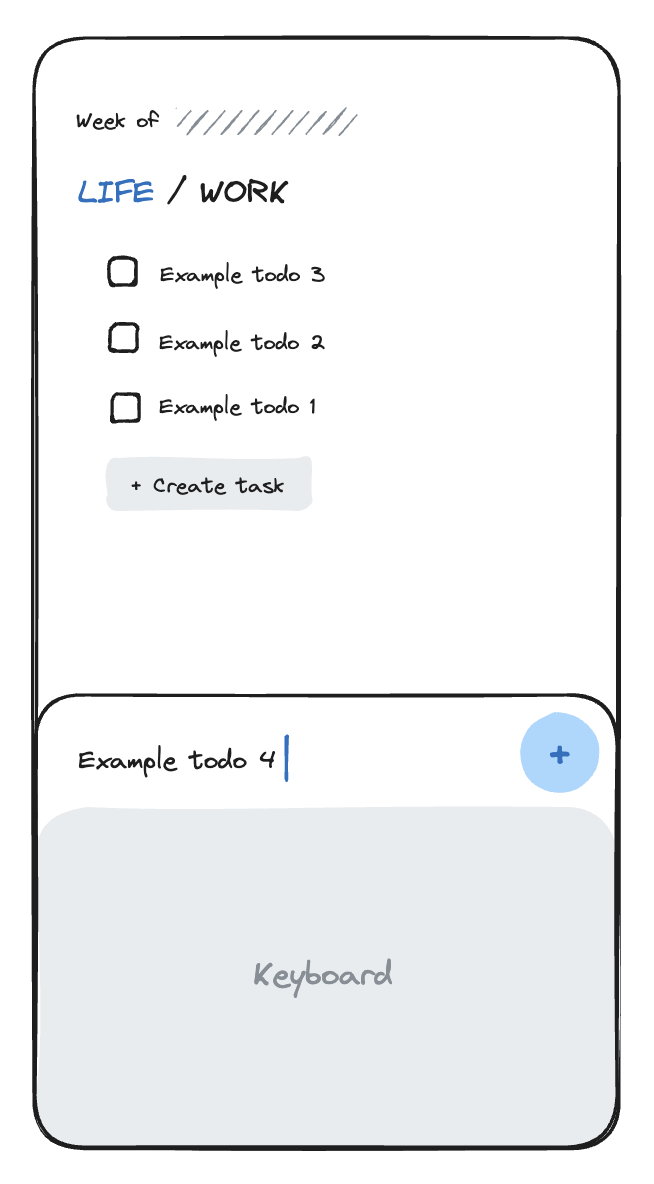 Week of
LIFE / WORK
Example todo 3
Example todo 2
Example todo 1
+ Create task
Example todo 4
+
Keyboard